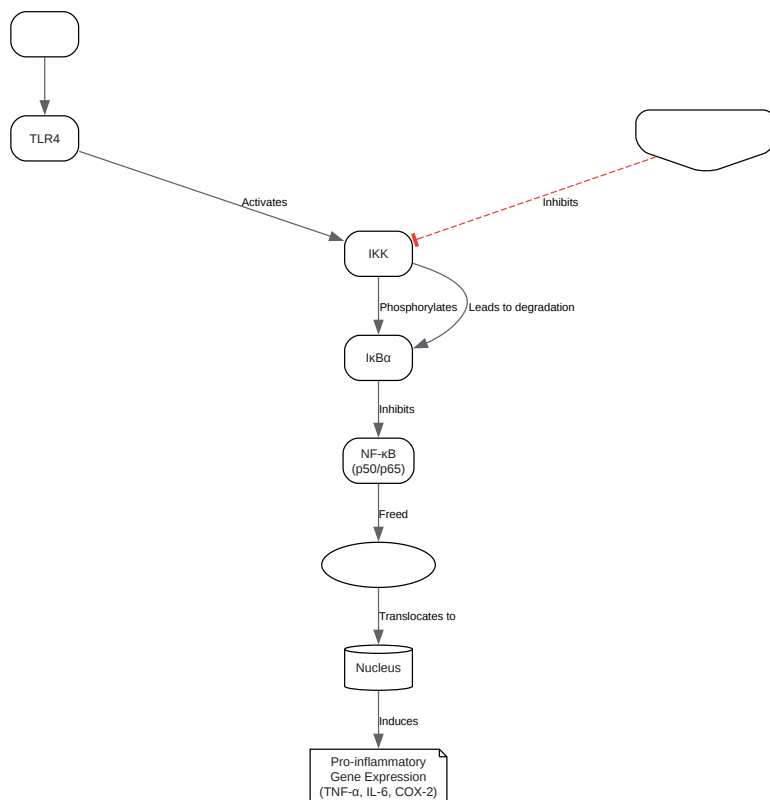 TLR4
Activates
Inhibits
IKK
Phosphorylates
Leads to degradation
IκBα
Inhibits
NF-κB
(p50/p65)
Freed
Translocates to
Nucleus
Induces
Pro-inflammatory
Gene Expression
(TNF-α, IL-6, COX-2)